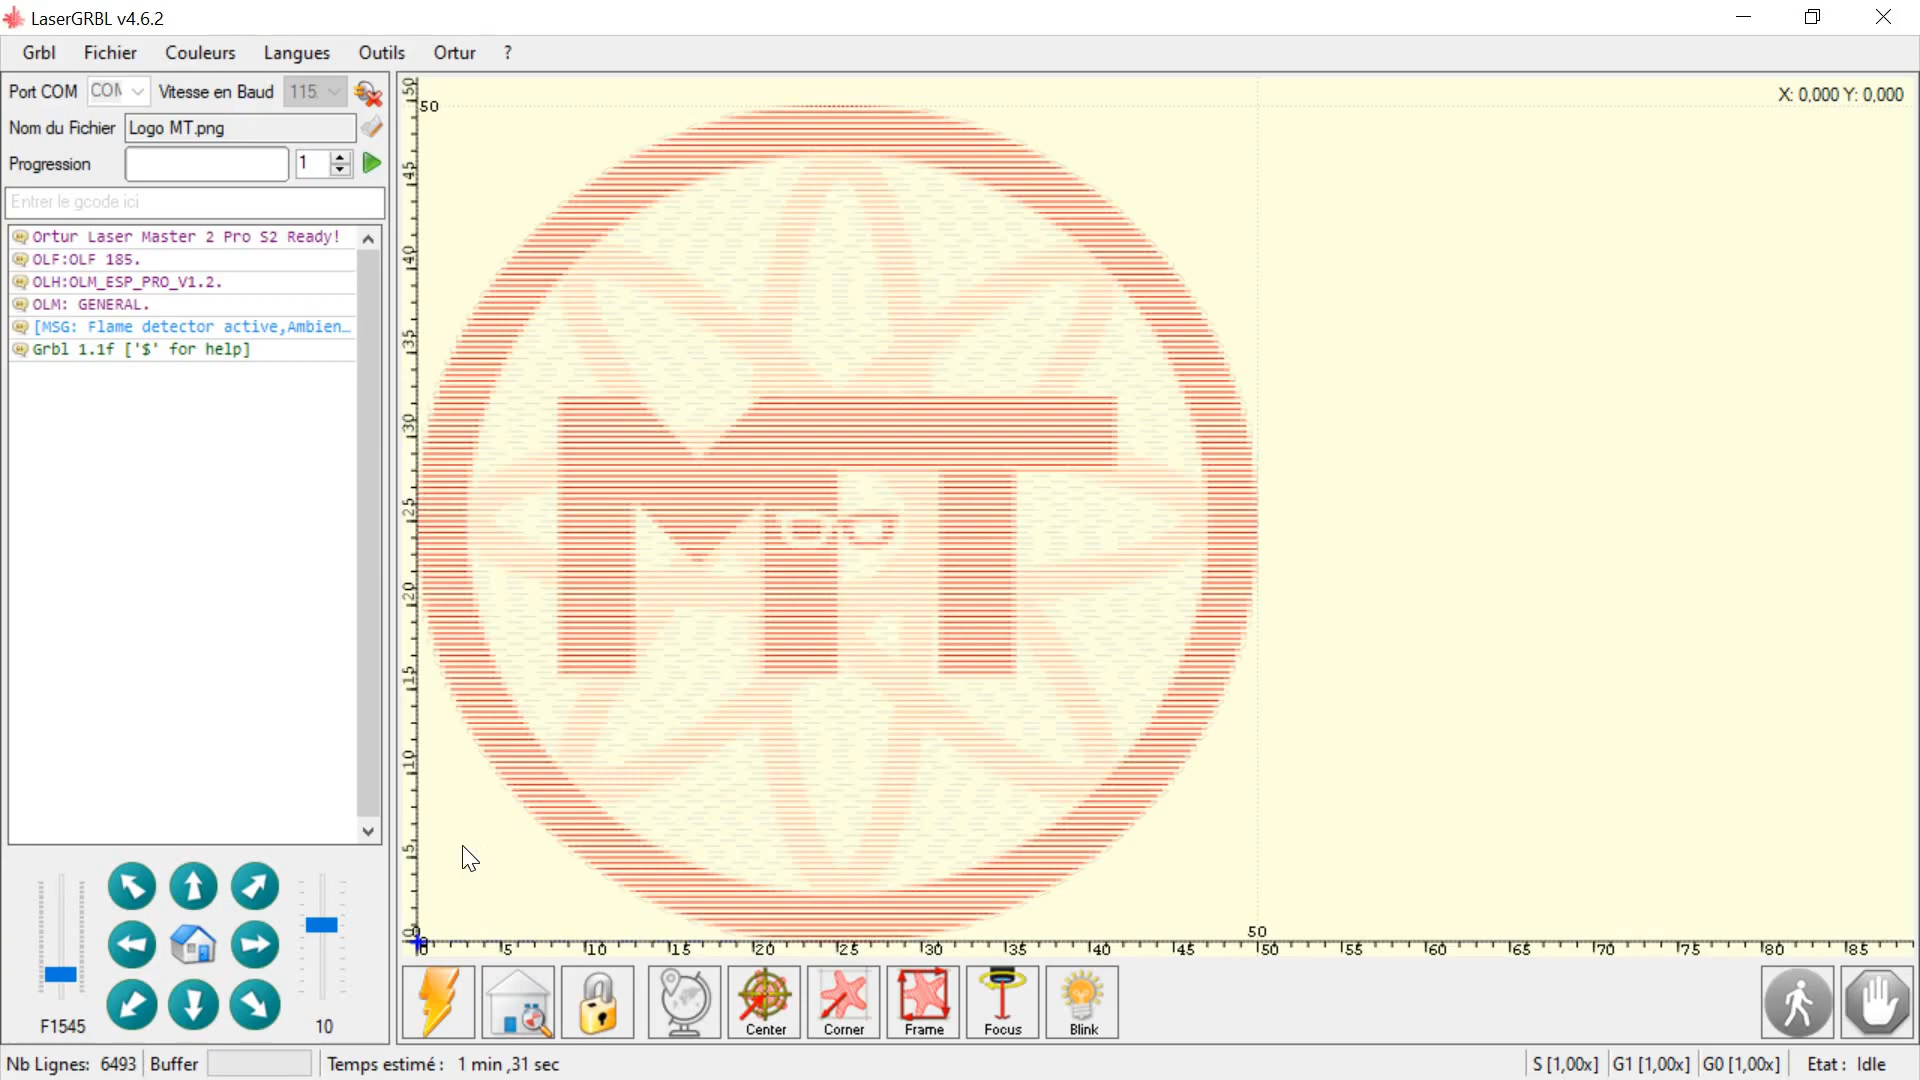 LaserGRBL v4.6.2
Grbl Fichier Couleurs Langues Outils Ortur ?
Port COM COM Vitesse en Baud 115
Nom du Fichier Logo MT.png
Progression 1
Entrer le gcode ici
Ortur Laser Master 2 Pro S2 Ready!
OLF:OLF 185.
OLH:OLM_ESP_PRO_V1.2.
OLM: GENERAL.
[MSG: Flame detector active,Ambien...
Grbl 1.1f ['$' for help]
F1545
10
X: 0,000 Y: 0,000
50
50
45
40
35
30
25
20
15
10
5
0
MT
50
0 5 10 15 20 25 30 35 40 45 50 55 60 65 70 75 80 85
Center Corner Frame Focus Blink
Nb Lignes: 6493 Buffer Temps estimé : 1 min ,31 sec S [1,00x] G1 [1,00x] G0 [1,00x] Etat : Idle